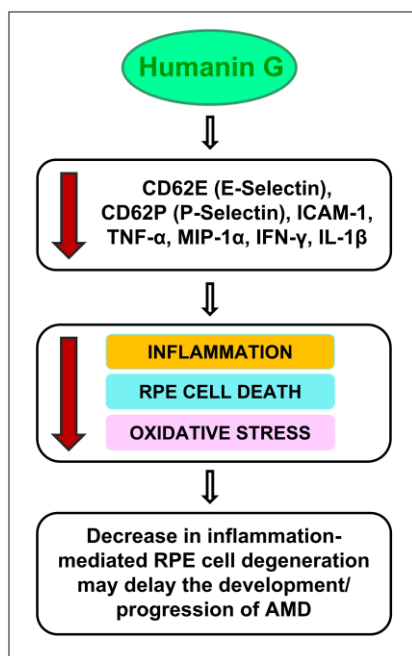 Humanin G
CD62E (E-Selectin),
CD62P (P-Selectin), ICAM-1,
TNF-α, MIP-1α, IFN-γ, IL-1β
INFLAMMATION
RPE CELL DEATH
OXIDATIVE STRESS
Decrease in inflammation-
mediated RPE cell degeneration
may delay the development/
progression of AMD